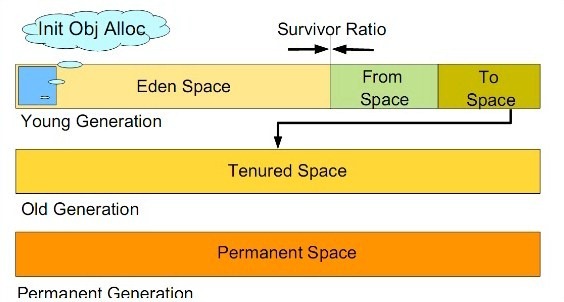 Init Obj Alloc
Survivor Ratio
Eden Space
From
Space
To
Space
Young Generation
Tenured Space
Old Generation
Permanent Space
Permanent Generation